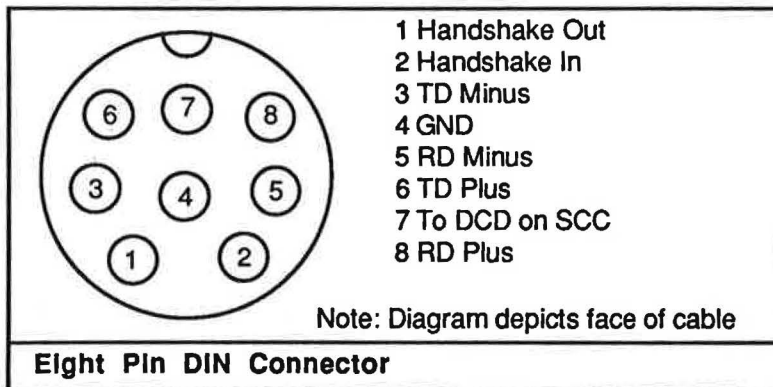 1 Handshake Out
2 Handshake In
3 TD Minus
4 GND
5 RD Minus
6 TD Plus
7 To DCD on SCC
8 RD Plus
6 7 8
3 4 5
1 2
Note: Diagram depicts face of cable
Eight Pin DIN Connector